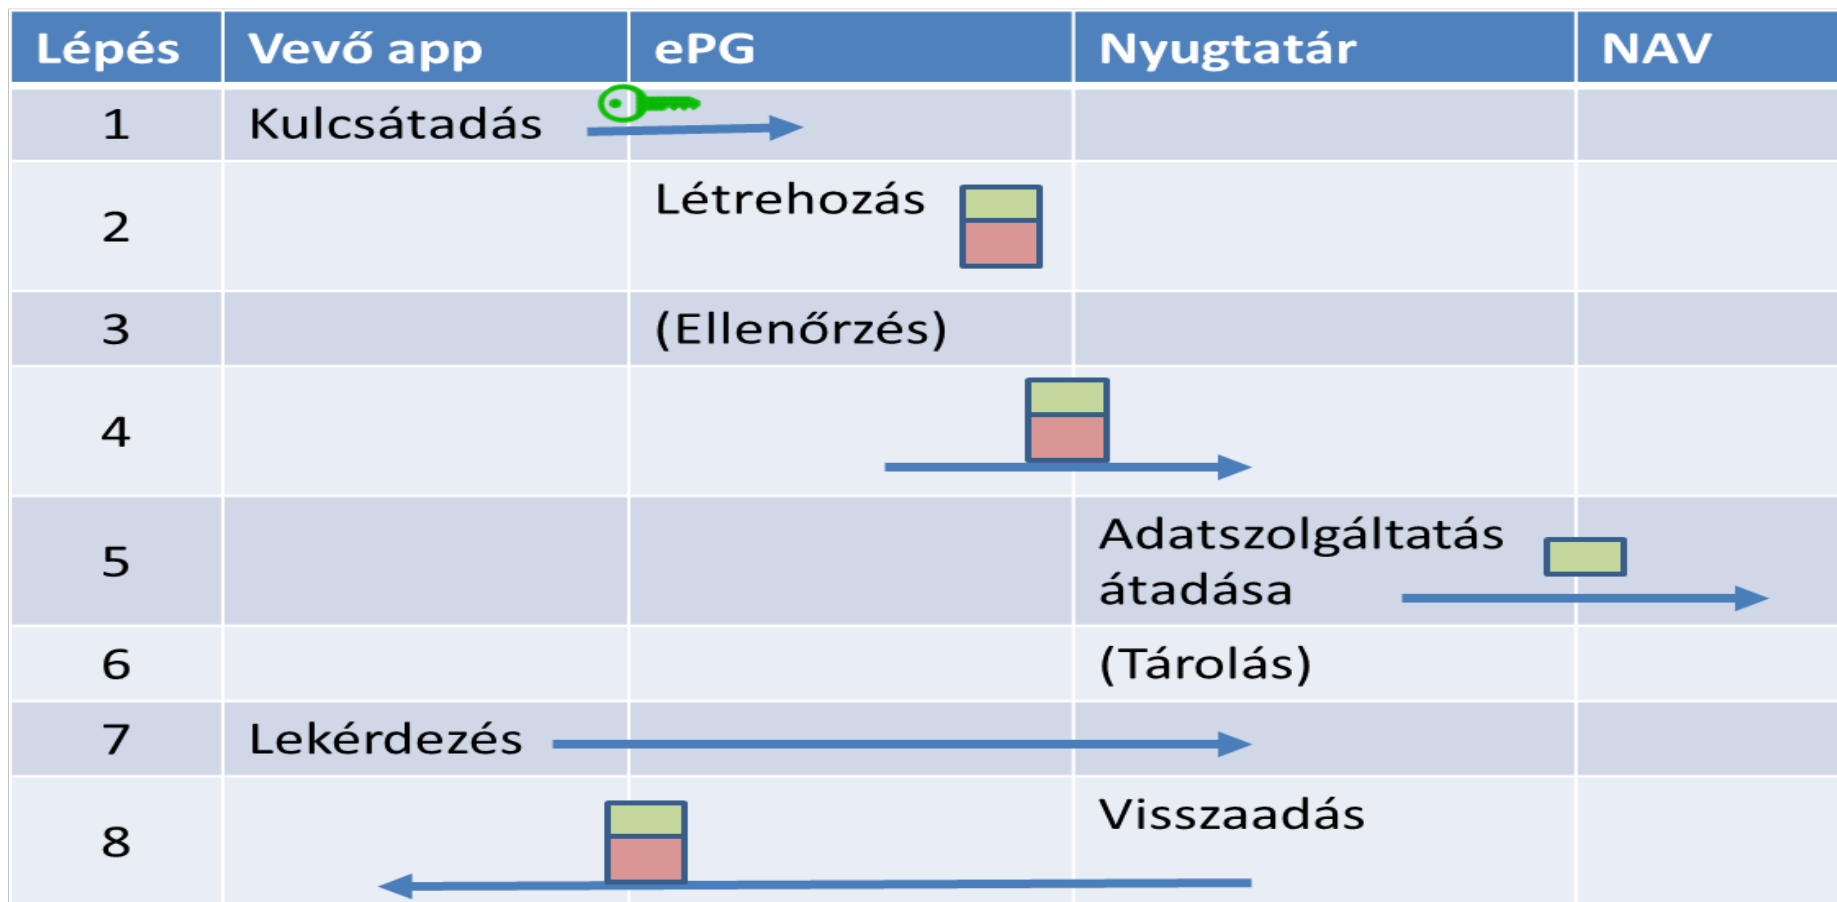 Lépés Vevő app ePG Nyugtatár NAV
1 Kulcsátadás
2 Létrehozás
3 (Ellenőrzés)
4
5 Adatszolgáltatás
átadása
6 (Tárolás)
7 Lekérdezés
8 Visszaadás